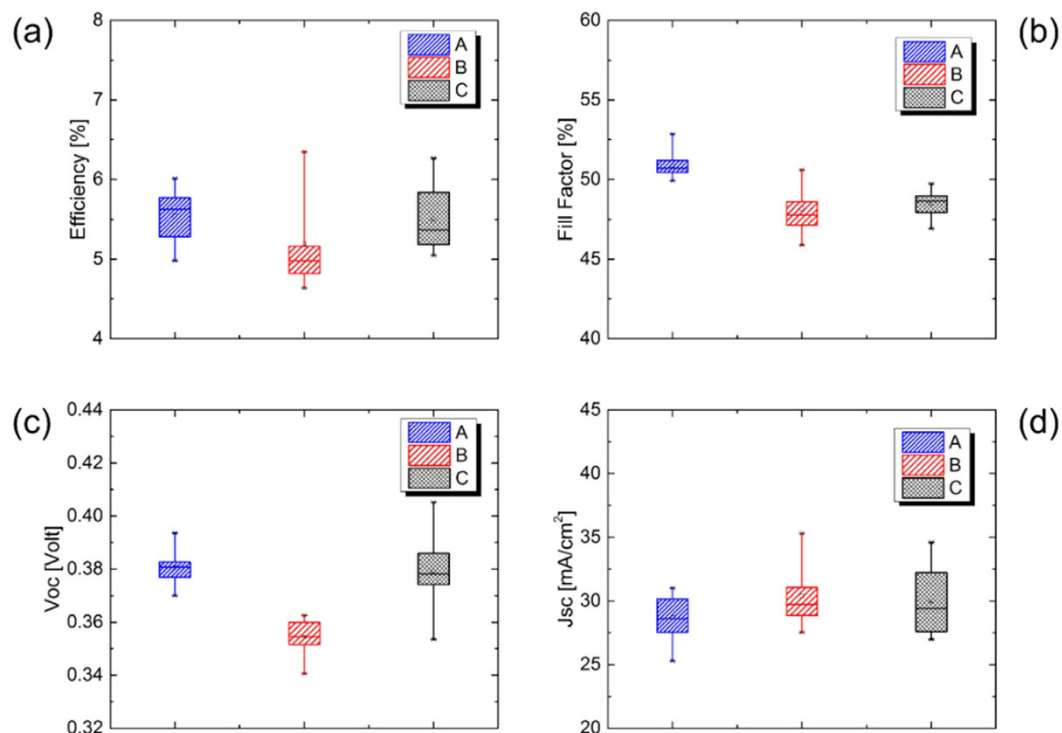 (a)
Efficiency [%]
8
7
6
5
4
A
B
C
(b)
Fill Factor [%]
60
55
50
45
40
A
B
C
(c)
Voc [Volt]
0.44
0.42
0.40
0.38
0.36
0.34
0.32
A
B
C
(d)
Jsc [mA/cm²]
45
40
35
30
25
20
A
B
C